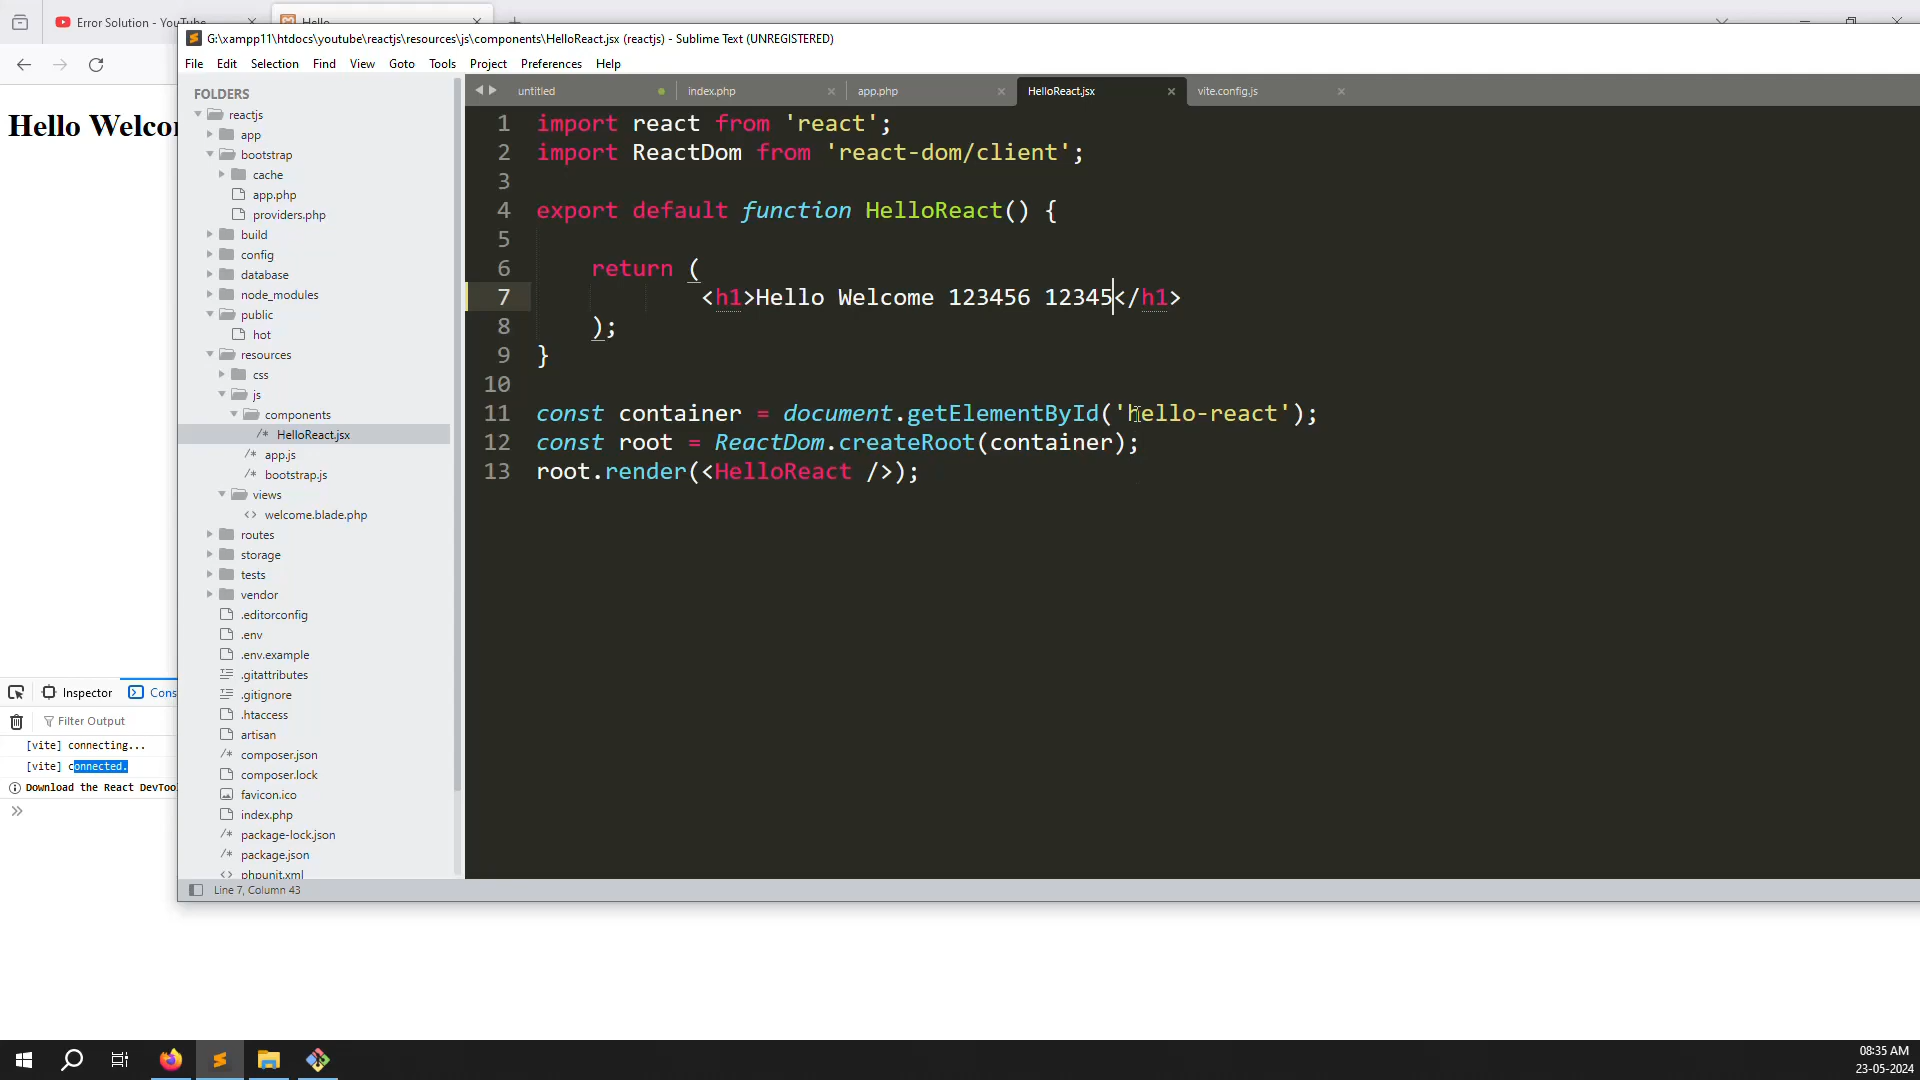 Error Solution - YouTube
Hello
G:\xampp11\htdocs\youtube\reactjs\resources\js\components\HelloReact.jsx (reactjs) - Sublime Text (UNREGISTERED)
File Edit Selection Find View Goto Tools Project Preferences Help
FOLDERS
reactjs
app
bootstrap
cache
app.php
providers.php
build
config
database
node_modules
public
hot
resources
css
js
components
/* HelloReact.jsx
/* app.js
/* bootstrap.js
views
<> welcome.blade.php
routes
storage
tests
vendor
.editorconfig
.env
.env.example
.gitattributes
.gitignore
.htaccess
artisan
/* composer.json
composer.lock
favicon.ico
index.php
/* package-lock.json
/* package.json
<> phpunit.xml
untitled
index.php
app.php
HelloReact.jsx
vite.config.js
1 import react from 'react';
2 import ReactDom from 'react-dom/client';
3
4 export default function HelloReact() {
5
6 return (
7 <h1>Hello Welcome 123456 12345</h1>
8 );
9 }
10
11 const container = document.getElementById('hello-react');
12 const root = ReactDom.createRoot(container);
13 root.render(<HelloReact />);
Line 7, Column 43
Hello Welco
Inspector Cons
Filter Output
[vite] connecting...
[vite] connected.
Download the React DevTool
08:35 AM
23-05-2024